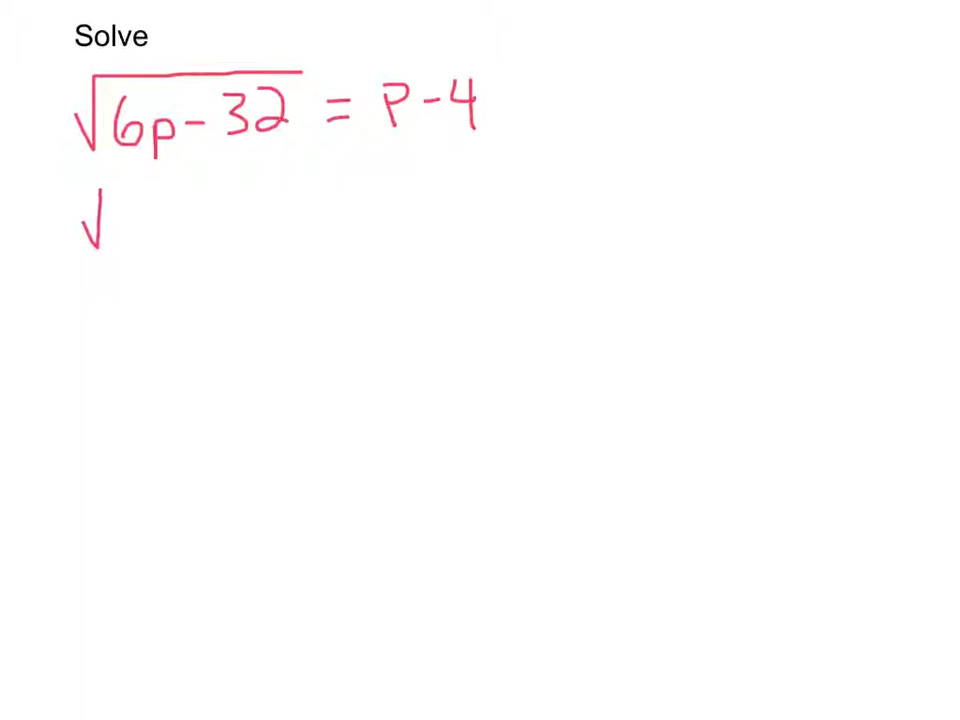 Solve
√6p-32 = P-4
√